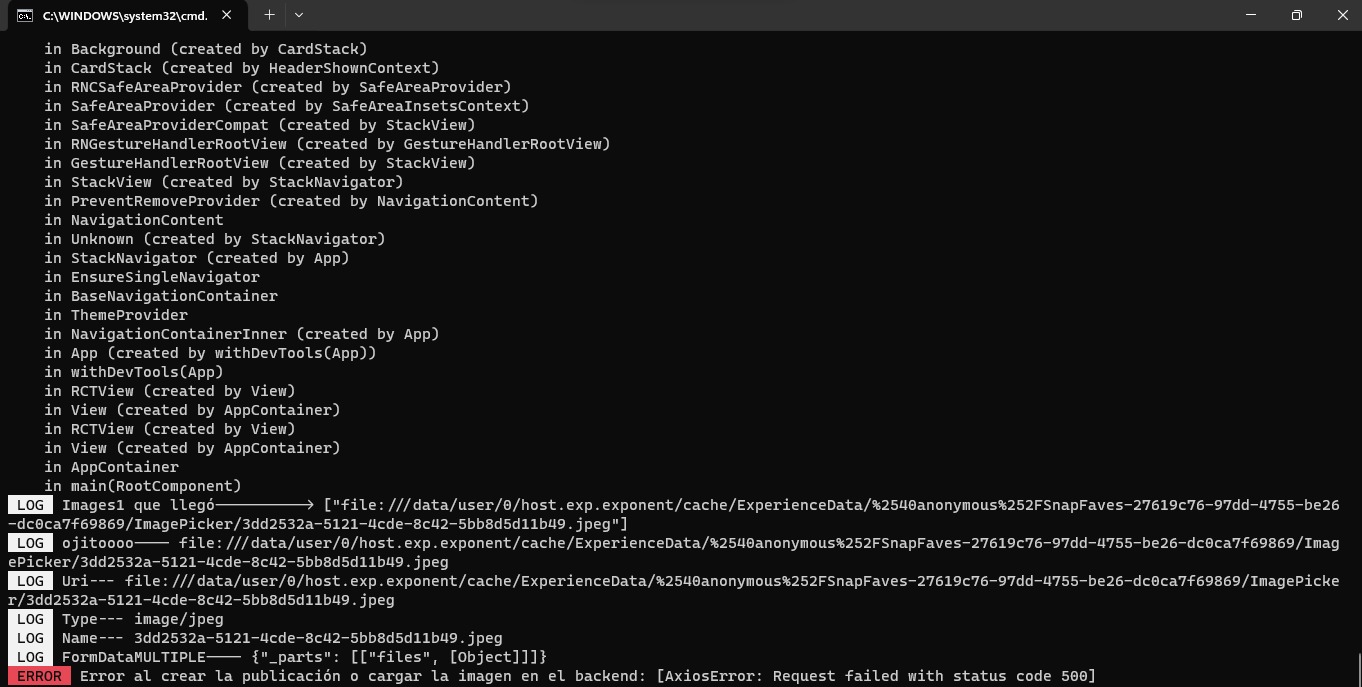 C:\WINDOWS\system32\cmd.
in Background (created by CardStack)
in CardStack (created by HeaderShownContext)
in RNCSafeAreaProvider (created by SafeAreaProvider)
in SafeAreaProvider (created by SafeAreaInsetsContext)
in SafeAreaProviderCompat (created by StackView)
in RNGestureHandlerRootView (created by GestureHandlerRootView)
in GestureHandlerRootView (created by StackView)
in StackView (created by StackNavigator)
in PreventRemoveProvider (created by NavigationContent)
in NavigationContent
in Unknown (created by StackNavigator)
in StackNavigator (created by App)
in EnsureSingleNavigator
in BaseNavigationContainer
in ThemeProvider
in NavigationContainerInner (created by App)
in App (created by withDevTools(App))
in withDevTools(App)
in RCTView (created by View)
in View (created by AppContainer)
in RCTView (created by View)
in View (created by AppContainer)
in AppContainer
in main(RootComponent)
LOG Images1 que llegó-----------> ["file:///data/user/0/host.exp.exponent/cache/ExperienceData/%2540anonymous%252FSnapFaves-27619c76-97dd-4755-be26
-dc0ca7f69869/ImagePicker/3dd2532a-5121-4cde-8c42-5bb8d5d11b49.jpeg"]
LOG ojitoooo---- file:///data/user/0/host.exp.exponent/cache/ExperienceData/%2540anonymous%252FSnapFaves-27619c76-97dd-4755-be26-dc0ca7f69869/Imag
ePicker/3dd2532a-5121-4cde-8c42-5bb8d5d11b49.jpeg
LOG Uri--- file:///data/user/0/host.exp.exponent/cache/ExperienceData/%2540anonymous%252FSnapFaves-27619c76-97dd-4755-be26-dc0ca7f69869/ImagePicke
r/3dd2532a-5121-4cde-8c42-5bb8d5d11b49.jpeg
LOG Type--- image/jpeg
LOG Name--- 3dd2532a-5121-4cde-8c42-5bb8d5d11b49.jpeg
LOG FormDataMULTIPLE---- {"_parts": [["files", [Object]]]}
ERROR Error al crear la publicación o cargar la imagen en el backend: [AxiosError: Request failed with status code 500]